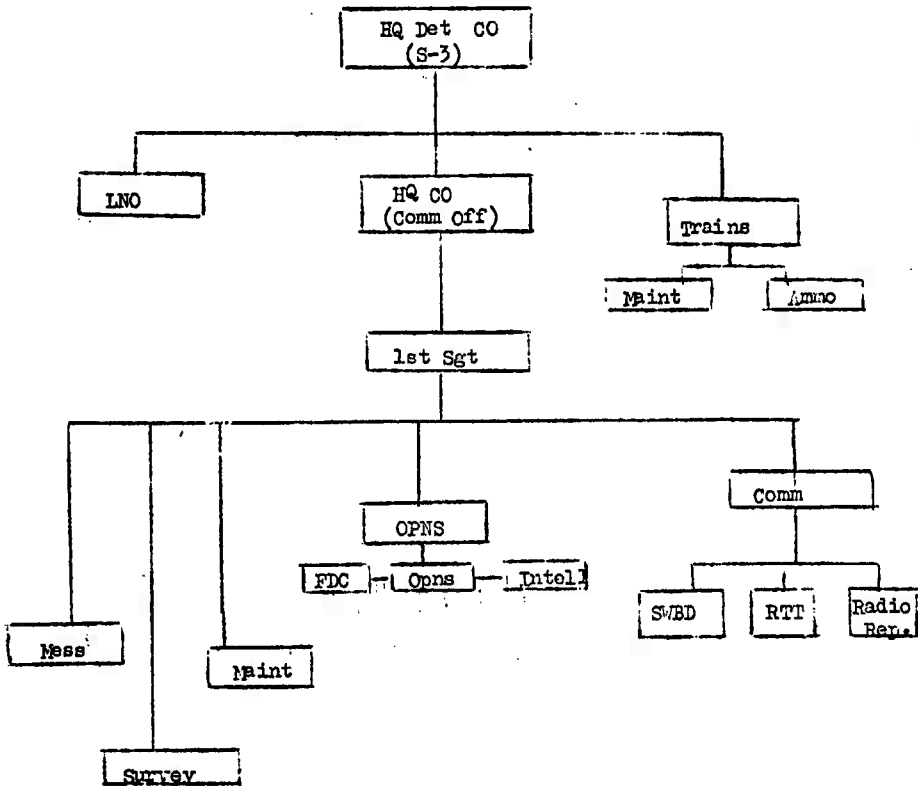 HQ Det CO
(S-3)
LNO
HQ CO
(Comm Off)
Trains
Maint
Ammo
1st Sgt
Comm
OPNS
FDC
Opns
Intell
SWBD
RTT
Radio
Rep.
Mess
Maint
Survey